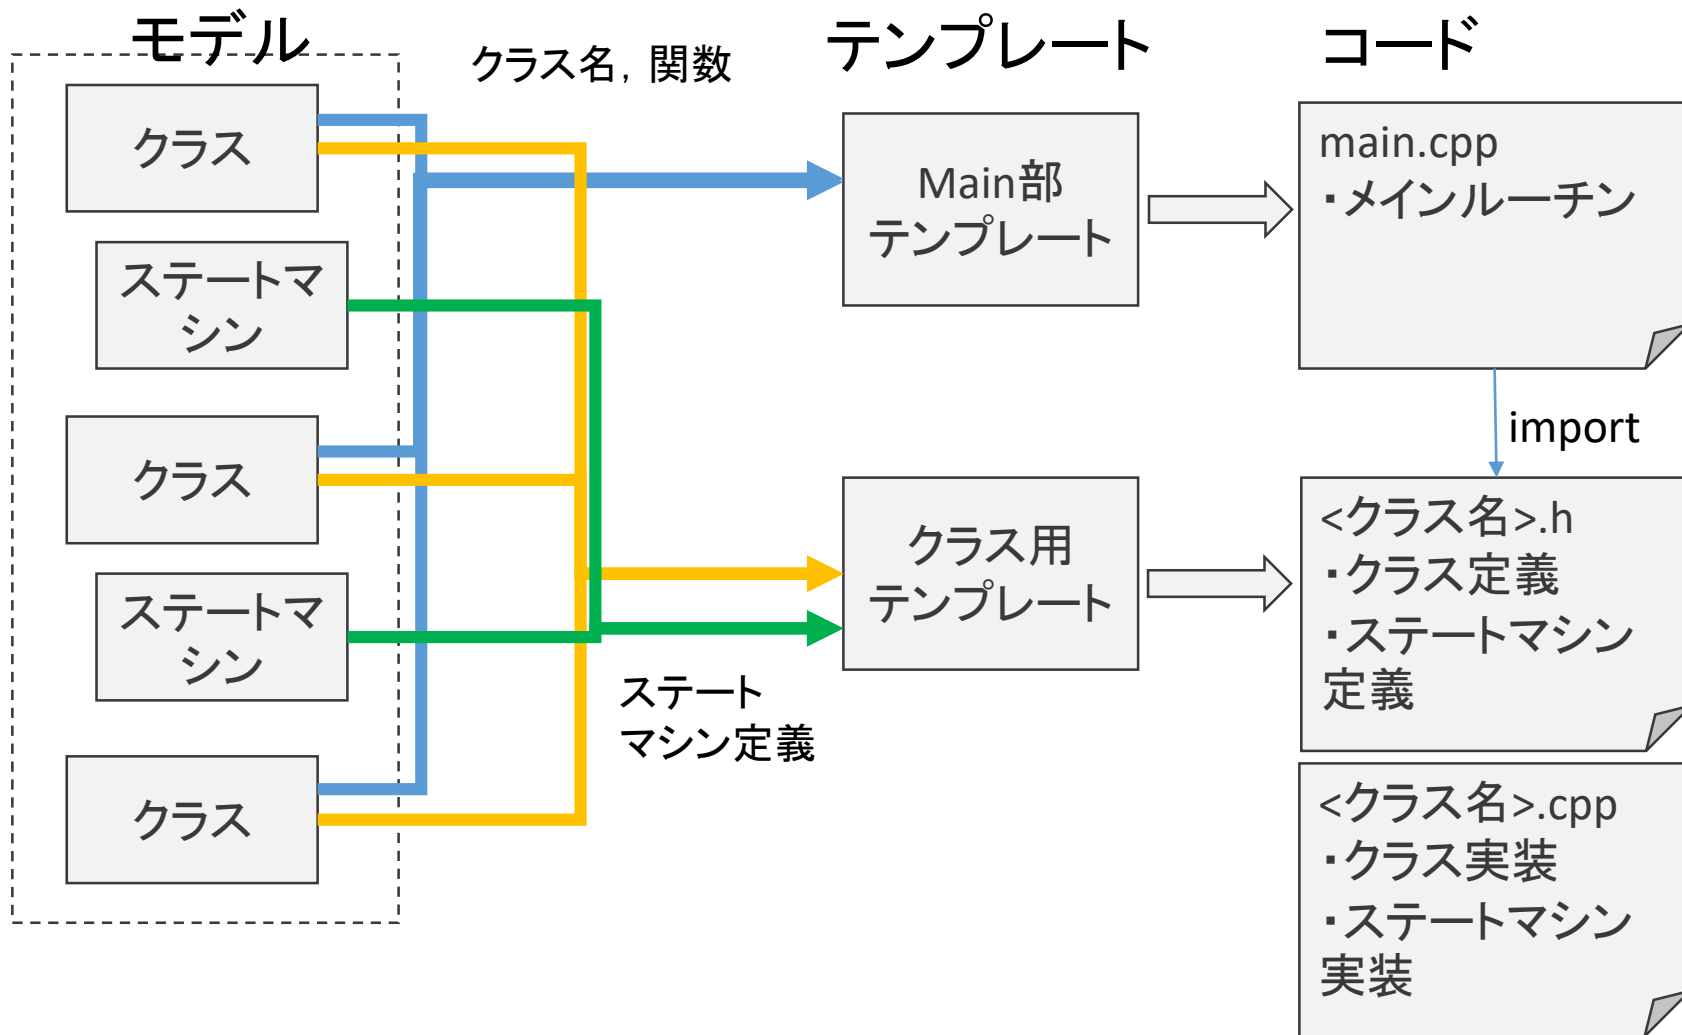 モデル
クラス
ステートマ
シン
クラス
ステートマ
シン
クラス
クラス名，関数
ステート
マシン定義
テンプレート
Main部
テンプレート
クラス用
テンプレート
コード
main.cpp
・メインルーチン
import
<クラス名>.h
・クラス定義
・ステートマシン
定義
<クラス名>.cpp
・クラス実装
・ステートマシン
実装